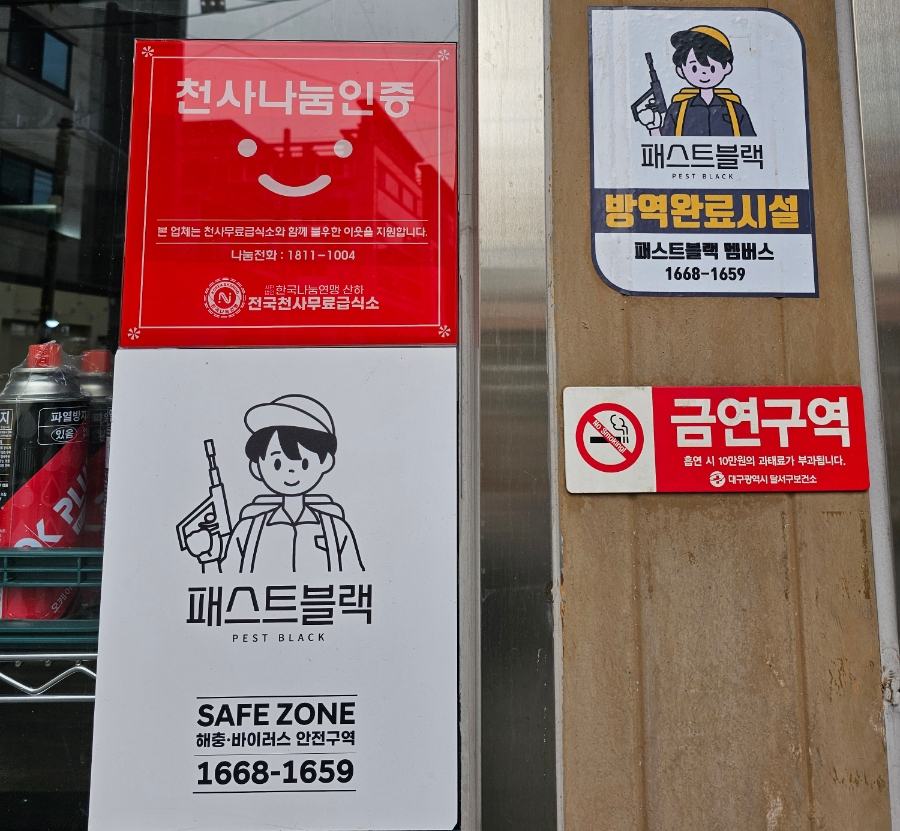 천사나눔인증
본 업체는 천사무료급식소와 함께 불우한 이웃을 지원합니다.
나눔전화 : 1811-1004
한국나눔연맹 산하
전국천사무료급식소
패스트블랙
PEST BLACK
SAFE ZONE
해충·바이러스 안전구역
1668-1659
패스트블랙
PEST BLACK
방역완료시설
패스트블랙 멤버스
1668-1659
No Smoking!
금연구역
흡연 시 10만원의 과태료가 부과됩니다.
대구광역시 달서구보건소
파열방
있음
OK